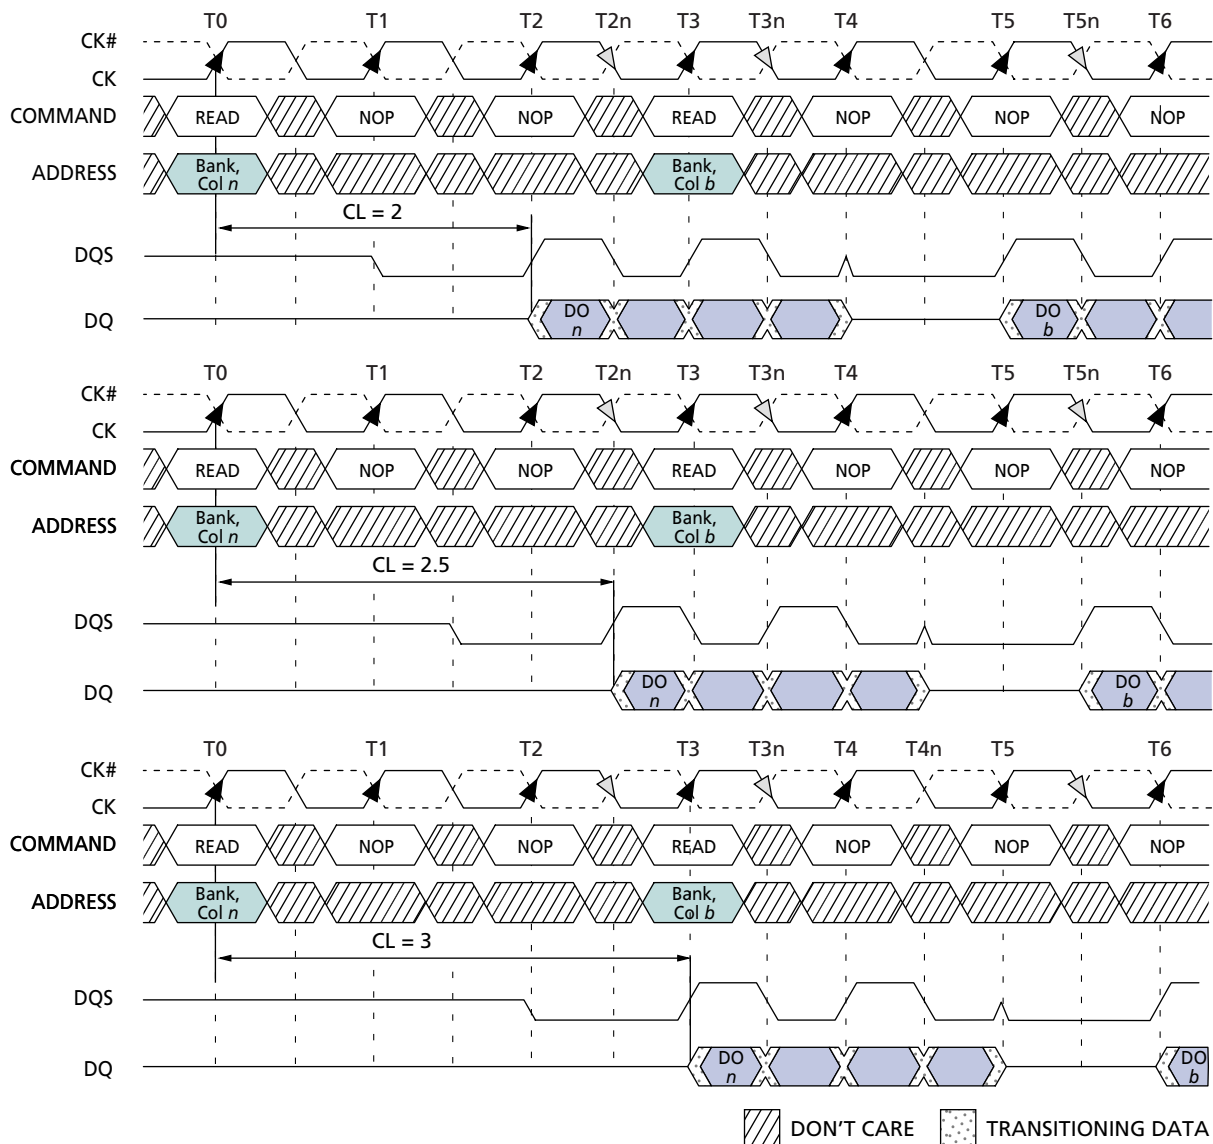 T0 T1 T2 T2n T3 T3n T4 T5 T5n T6
CK#
CK
COMMAND READ NOP NOP READ NOP NOP NOP
ADDRESS Bank, Col n Bank, Col b
CL = 2
DQS
DQ DO n DO b
T0 T1 T2 T2n T3 T3n T4 T5 T5n T6
CK#
CK
COMMAND READ NOP NOP READ NOP NOP NOP
ADDRESS Bank, Col n Bank, Col b
CL = 2.5
DQS
DQ DO n DO b
T0 T1 T2 T3 T3n T4 T4n T5 T6
CK#
CK
COMMAND READ NOP NOP READ NOP NOP NOP
ADDRESS Bank, Col n Bank, Col b
CL = 3
DQS
DQ DO n DO b
DON'T CARE TRANSITIONING DATA